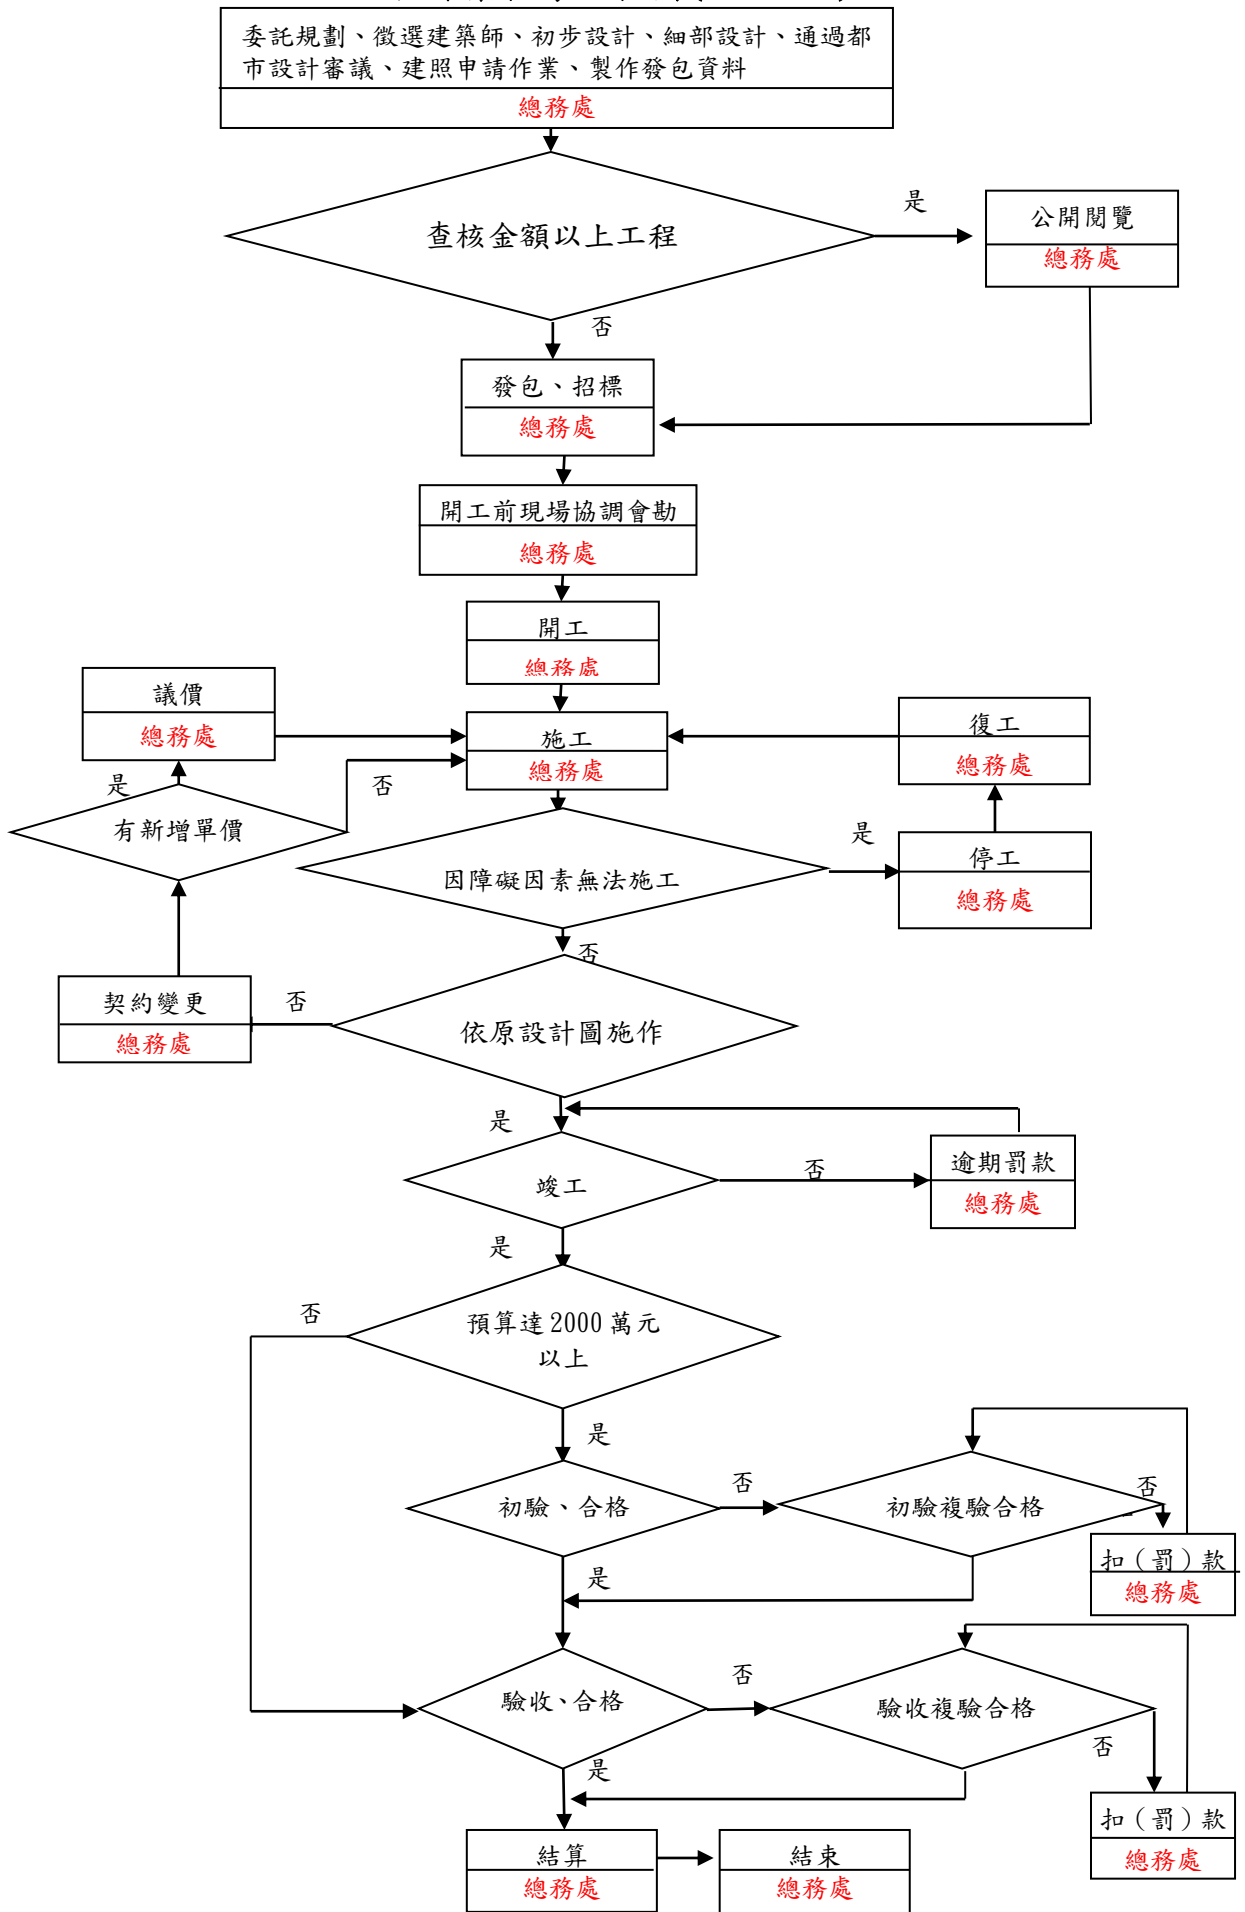 委託規劃、徵選建築師、初步設計、細部設計、通過都
市設計審議、建照申請作業、製作發包資料
總務處
查核金額以上工程
是
公開閱覽
總務處
否
發包、招標
總務處
開工前現場協調會勘
總務處
開工
總務處
議價
總務處
施工
總務處
復工
總務處
是
否
有新增單價
因障礙因素無法施工
是
停工
總務處
否
契約變更
總務處
否
依原設計圖施作
是
竣工
否
逾期罰款
總務處
是
否
預算達2000萬元
以上
是
初驗、合格
否
初驗複驗合格
否
扣（罰）款
總務處
是
驗收、合格
否
驗收複驗合格
否
扣（罰）款
總務處
是
結算
總務處
結束
總務處